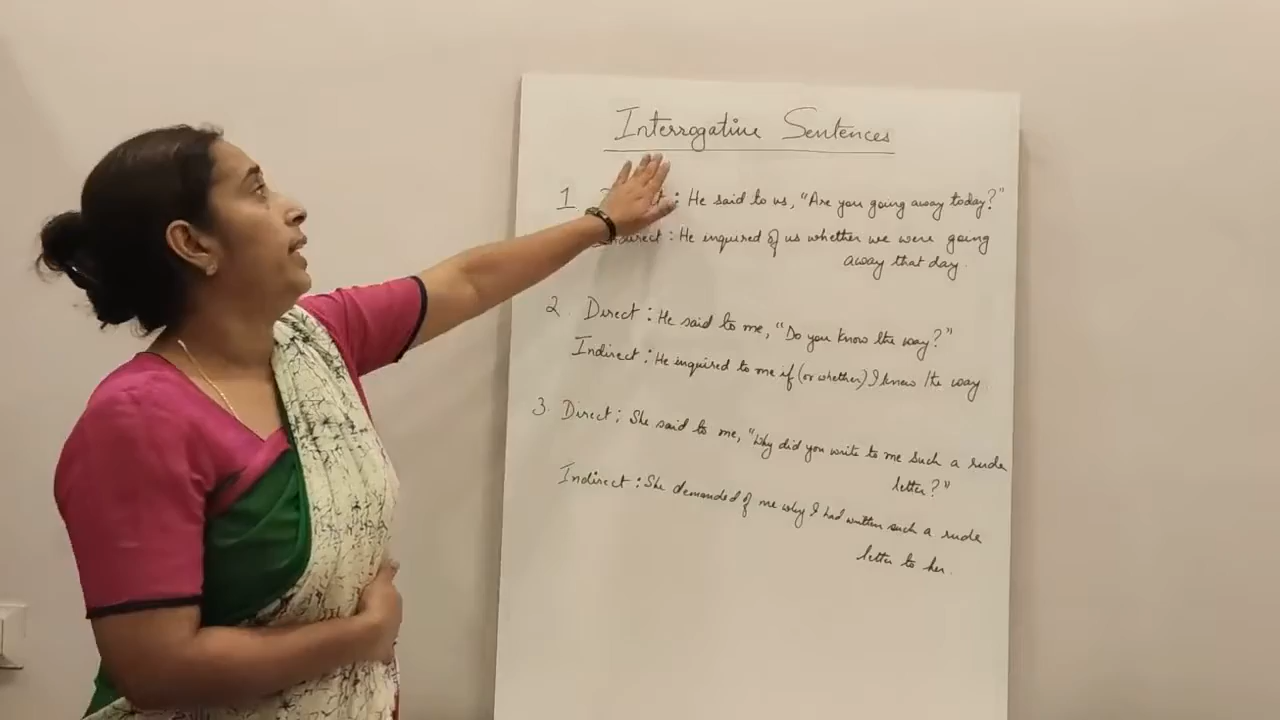 Interrogative Sentences
1 : He said to us, "Are you going away today?"
Indirect : He inquired of us whether we were going
away that day.
2. Direct : He said to me, "Do you know the way?"
Indirect : He inquired to me if (or whether) I knew the way
3. Direct ; She said to me, "Why did you write to me such a rude
letter?"
Indirect : She demanded of me why I had written such a rude
letter to her.